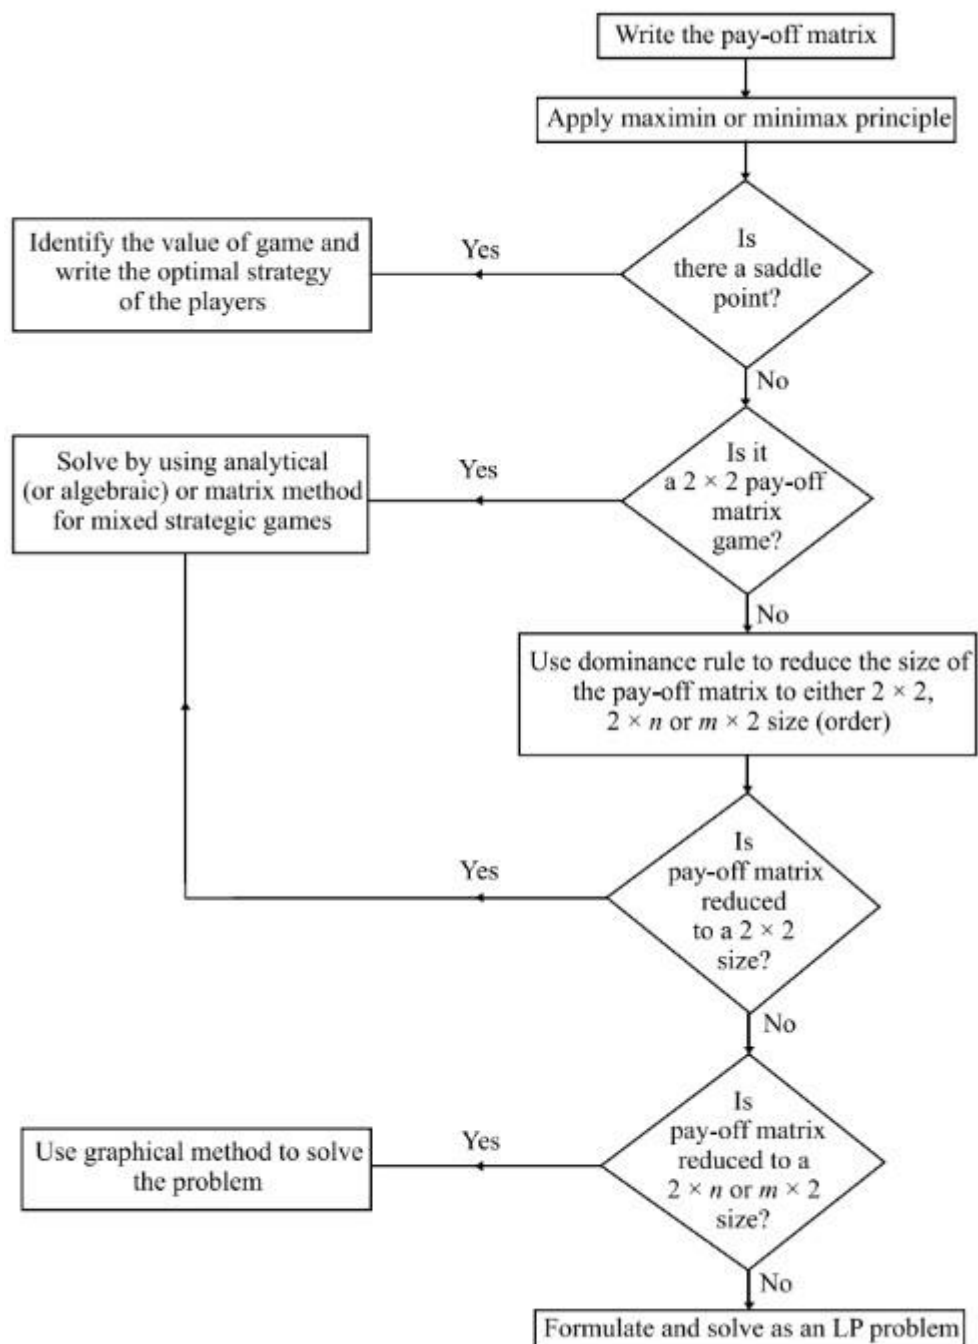 Write the pay-off matrix
Apply maximin or minimax principle
Is
there a saddle
point?
Yes
Identify the value of game and
write the optimal strategy
of the players
No
Is it
a 2 × 2 pay-off
matrix
game?
Yes
Solve by using analytical
(or algebraic) or matrix method
for mixed strategic games
No
Use dominance rule to reduce the size of
the pay-off matrix to either 2 × 2,
2 × n or m × 2 size (order)
Is
pay-off matrix
reduced
to a 2 × 2
size?
Yes
No
Is
pay-off matrix
reduced to a
2 × n or m × 2
size?
Yes
Use graphical method to solve
the problem
No
Formulate and solve as an LP problem